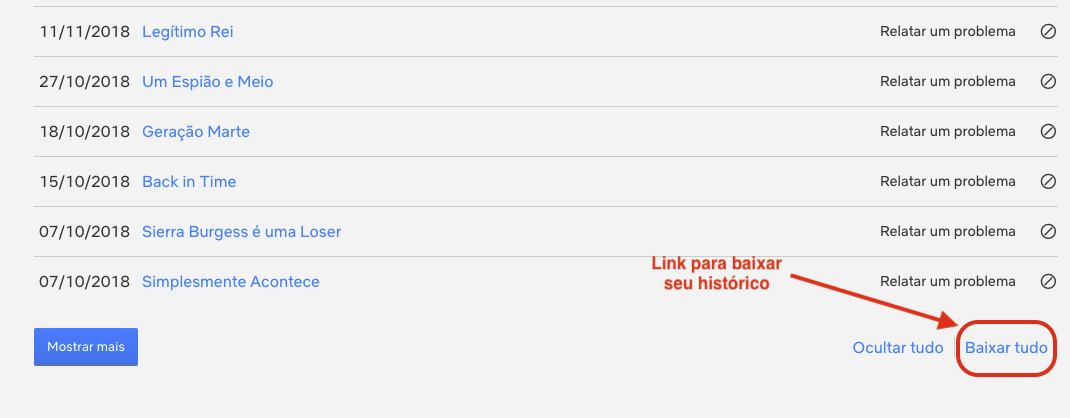 11/11/2018 Legítimo Rei Relatar um problema
27/10/2018 Um Espião e Meio Relatar um problema
18/10/2018 Geração Marte Relatar um problema
15/10/2018 Back in Time Relatar um problema
07/10/2018 Sierra Burgess é uma Loser Relatar um problema
07/10/2018 Simplesmente Acontece Relatar um problema
Link para baixar
seu histórico
Mostrar mais Ocultar tudo Baixar tudo